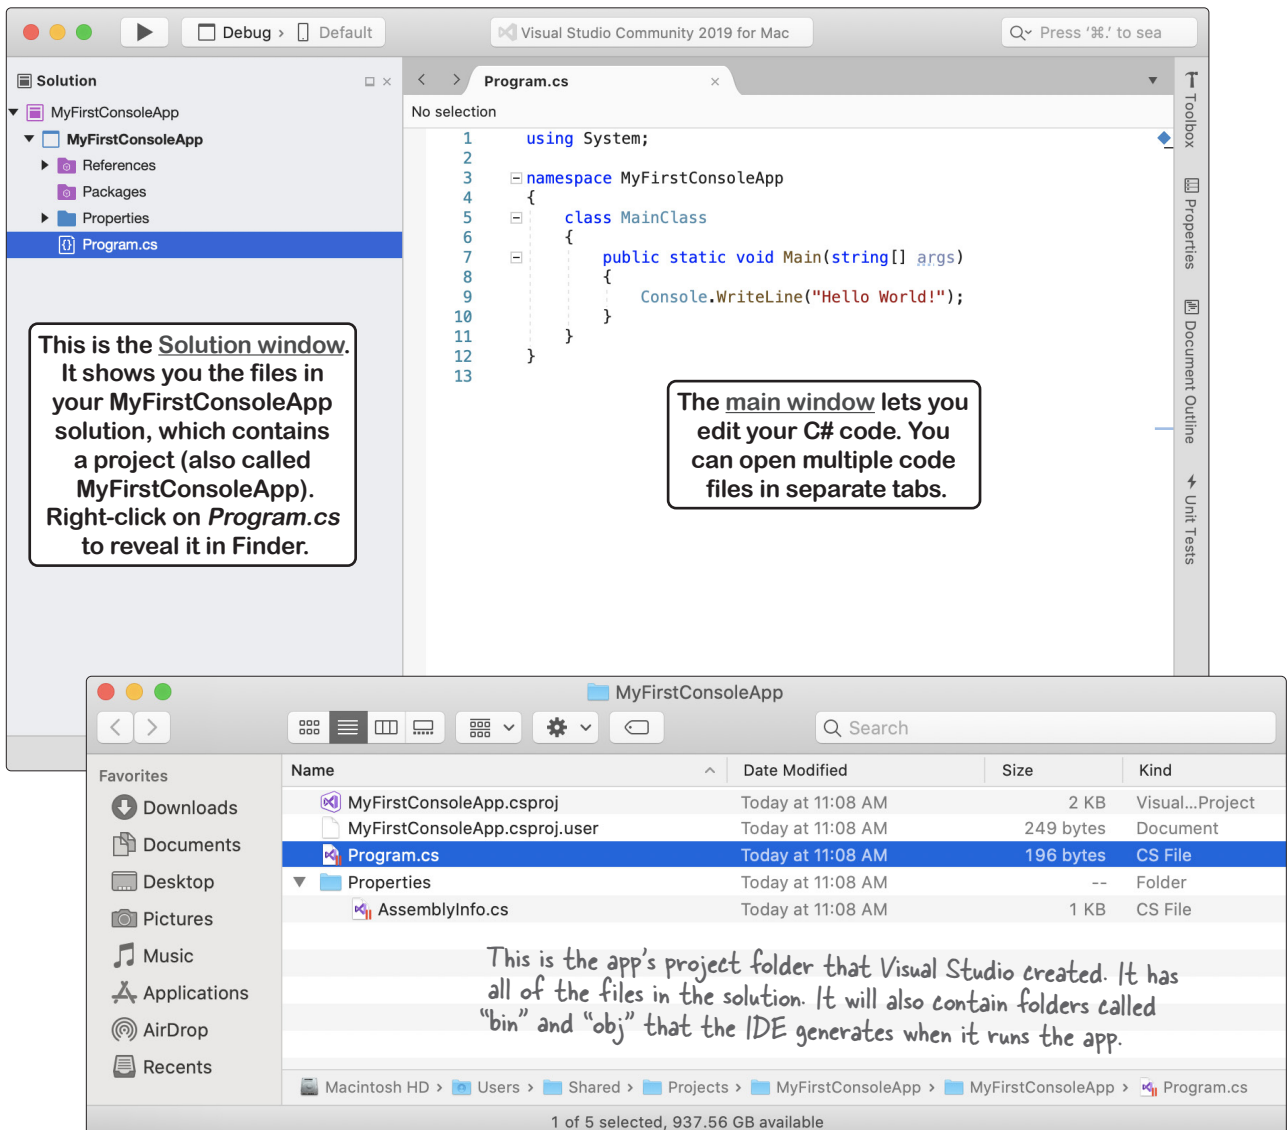 Debug > Default
Visual Studio Community 2019 for Mac
Press ‘⌘.’ to sea
Solution
Program.cs
No selection
MyFirstConsoleApp
MyFirstConsoleApp
References
Packages
Properties
Program.cs
1 using System;
2
3 namespace MyFirstConsoleApp
4 {
5 class MainClass
6 {
7 public static void Main(string[] args)
8 {
9 Console.WriteLine("Hello World!");
10 }
11 }
12 }
13
Toolbox
Properties
Document Outline
Unit Tests
This is the Solution window.
It shows you the files in
your MyFirstConsoleApp
solution, which contains
a project (also called
MyFirstConsoleApp).
Right-click on Program.cs
to reveal it in Finder.
The main window lets you
edit your C# code. You
can open multiple code
files in separate tabs.
MyFirstConsoleApp
Search
Favorites
Downloads
Documents
Desktop
Pictures
Music
Applications
AirDrop
Recents
Name Date Modified Size Kind
MyFirstConsoleApp.csproj Today at 11:08 AM 2 KB Visual...Project
MyFirstConsoleApp.csproj.user Today at 11:08 AM 249 bytes Document
Program.cs Today at 11:08 AM 196 bytes CS File
Properties Today at 11:08 AM -- Folder
AssemblyInfo.cs Today at 11:08 AM 1 KB CS File
This is the app’s project folder that Visual Studio created. It has
all of the files in the solution. It will also contain folders called
“bin” and “obj” that the IDE generates when it runs the app.
Macintosh HD > Users > Shared > Projects > MyFirstConsoleApp > MyFirstConsoleApp > Program.cs
1 of 5 selected, 937.56 GB available